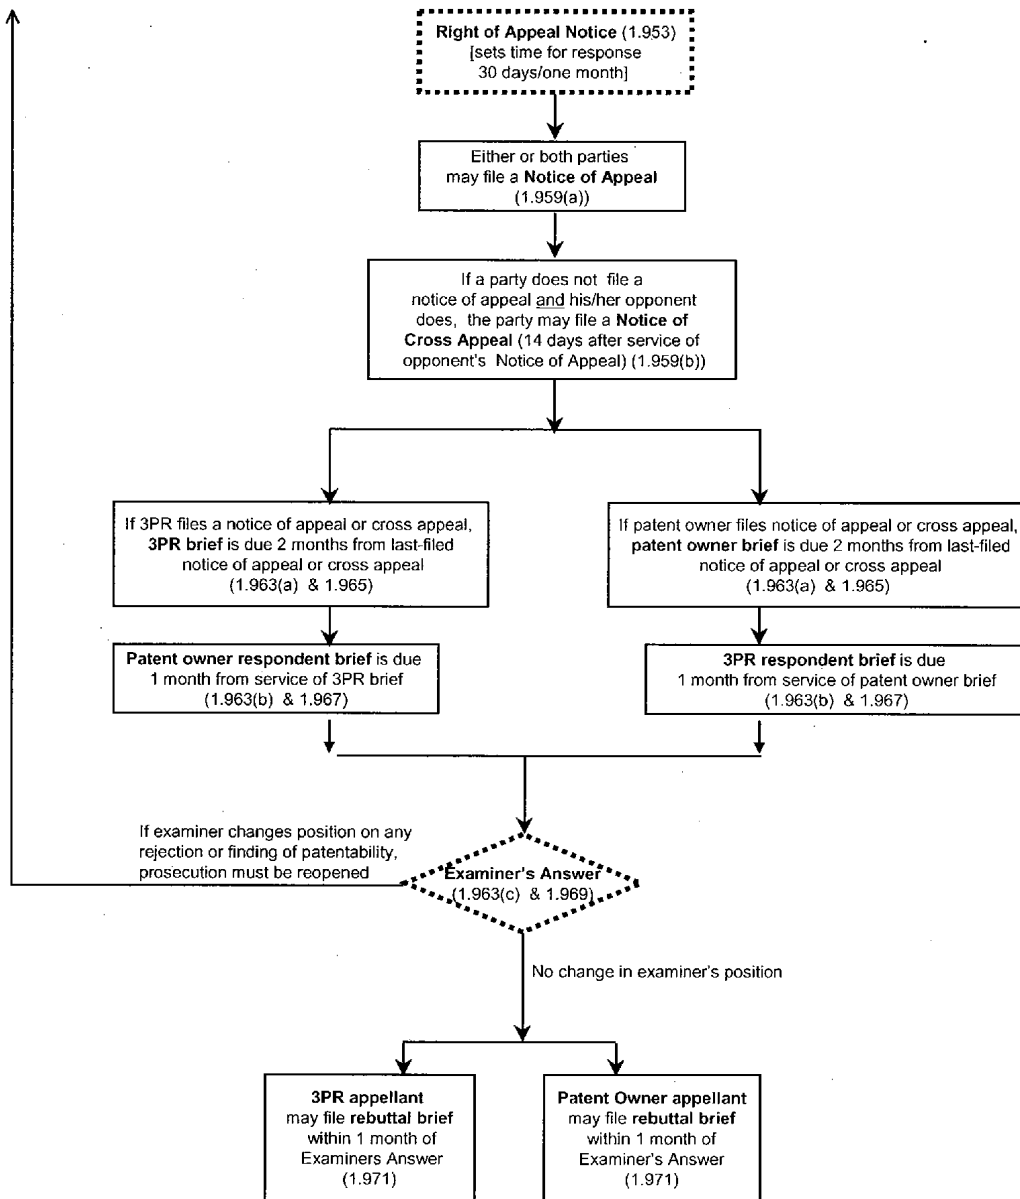 Right of Appeal Notice (1.953)
[sets time for response
30 days/one month]
Either or both parties
may file a Notice of Appeal
(1.959(a))
If a party does not file a
notice of appeal and his/her opponent
does, the party may file a Notice of
Cross Appeal (14 days after service of
opponent's Notice of Appeal) (1.959(b))
If 3PR files a notice of appeal or cross appeal,
3PR brief is due 2 months from last-filed
notice of appeal or cross appeal
(1.963(a) & 1.965)
If patent owner files notice of appeal or cross appeal,
patent owner brief is due 2 months from last-filed
notice of appeal or cross appeal
(1.963(a) & 1.965)
Patent owner respondent brief is due
1 month from service of 3PR brief
(1.963(b) & 1.967)
3PR respondent brief is due
1 month from service of patent owner brief
(1.963(b) & 1.967)
If examiner changes position on any
rejection or finding of patentability,
prosecution must be reopened
Examiner's Answer
(1.963(c) & 1.969)
No change in examiner's position
3PR appellant
may file rebuttal brief
within 1 month of
Examiners Answer
(1.971)
Patent Owner appellant
may file rebuttal brief
within 1 month of
Examiner's Answer
(1.971)